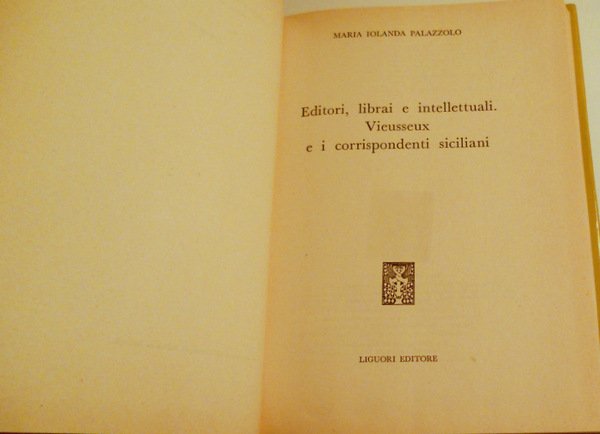 MARIA IOLANDA PALAZZOLO
Editori, librai e intellettuali.
Vieusseux
e i corrispondenti siciliani
LIGUORI EDITORE